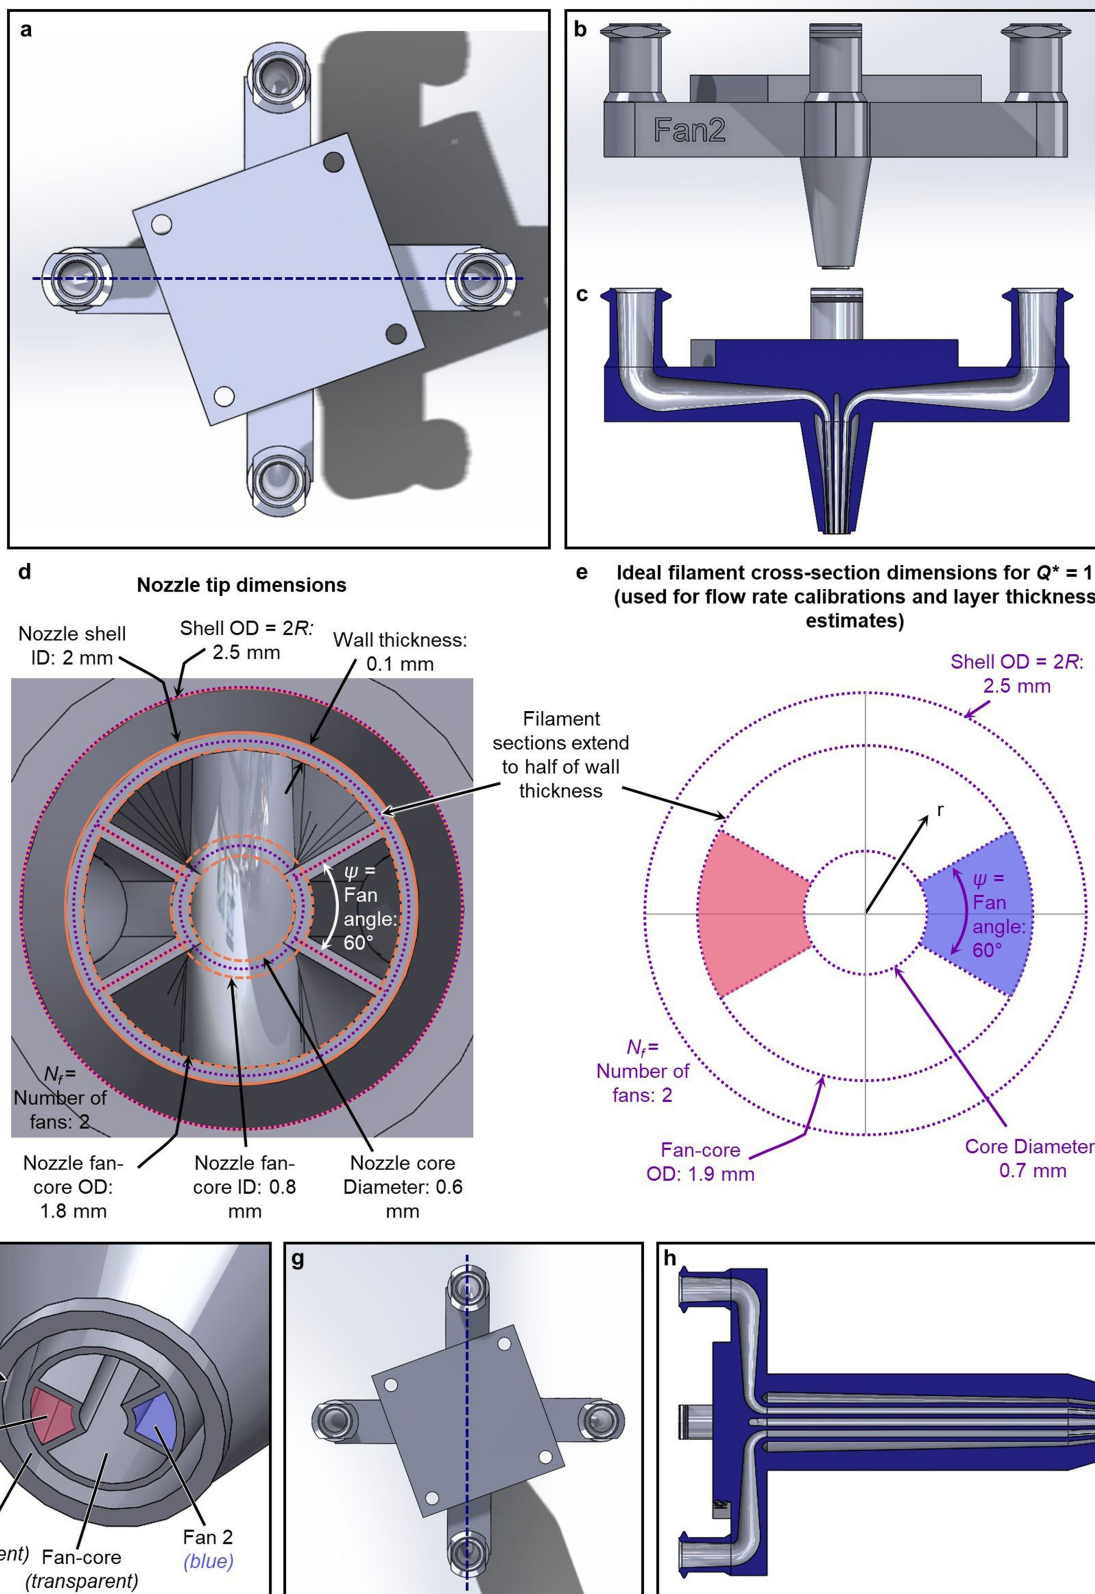 a
b
Fan2
c
d
Nozzle tip dimensions
Nozzle shell
ID: 2 mm
Shell OD = 2R:
2.5 mm
Wall thickness:
0.1 mm
Filament
sections extend
to half of wall
thickness
ψ =
Fan
angle:
60°
N_f =
Number of
fans: 2
Nozzle fan-
core OD:
1.8 mm
Nozzle fan-
core ID: 0.8
mm
Nozzle core
Diameter: 0.6
mm
e
Ideal filament cross-section dimensions for Q* = 1
(used for flow rate calibrations and layer thickness
estimates)
Shell OD = 2R:
2.5 mm
r
ψ =
Fan
angle:
60°
N_f =
Number of
fans: 2
Fan-core
OD: 1.9 mm
Core Diameter
0.7 mm
Fan 2
(blue)
Fan-core
(transparent)
g
h